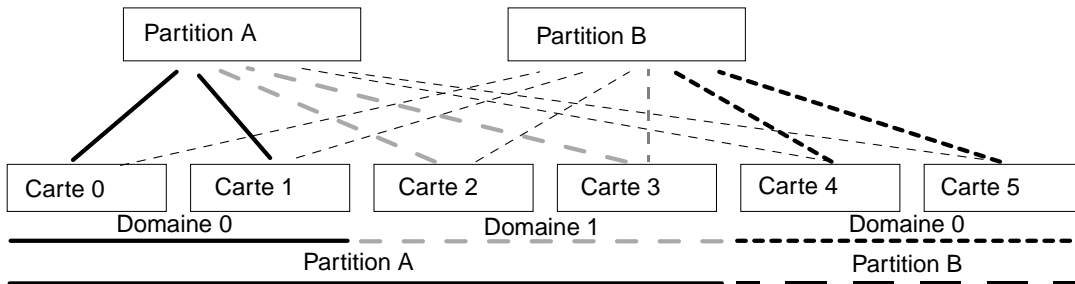 Partition A
Partition B
Carte 0
Carte 1
Carte 2
Carte 3
Carte 4
Carte 5
Domaine 0
Domaine 1
Domaine 0
Partition A
Partition B